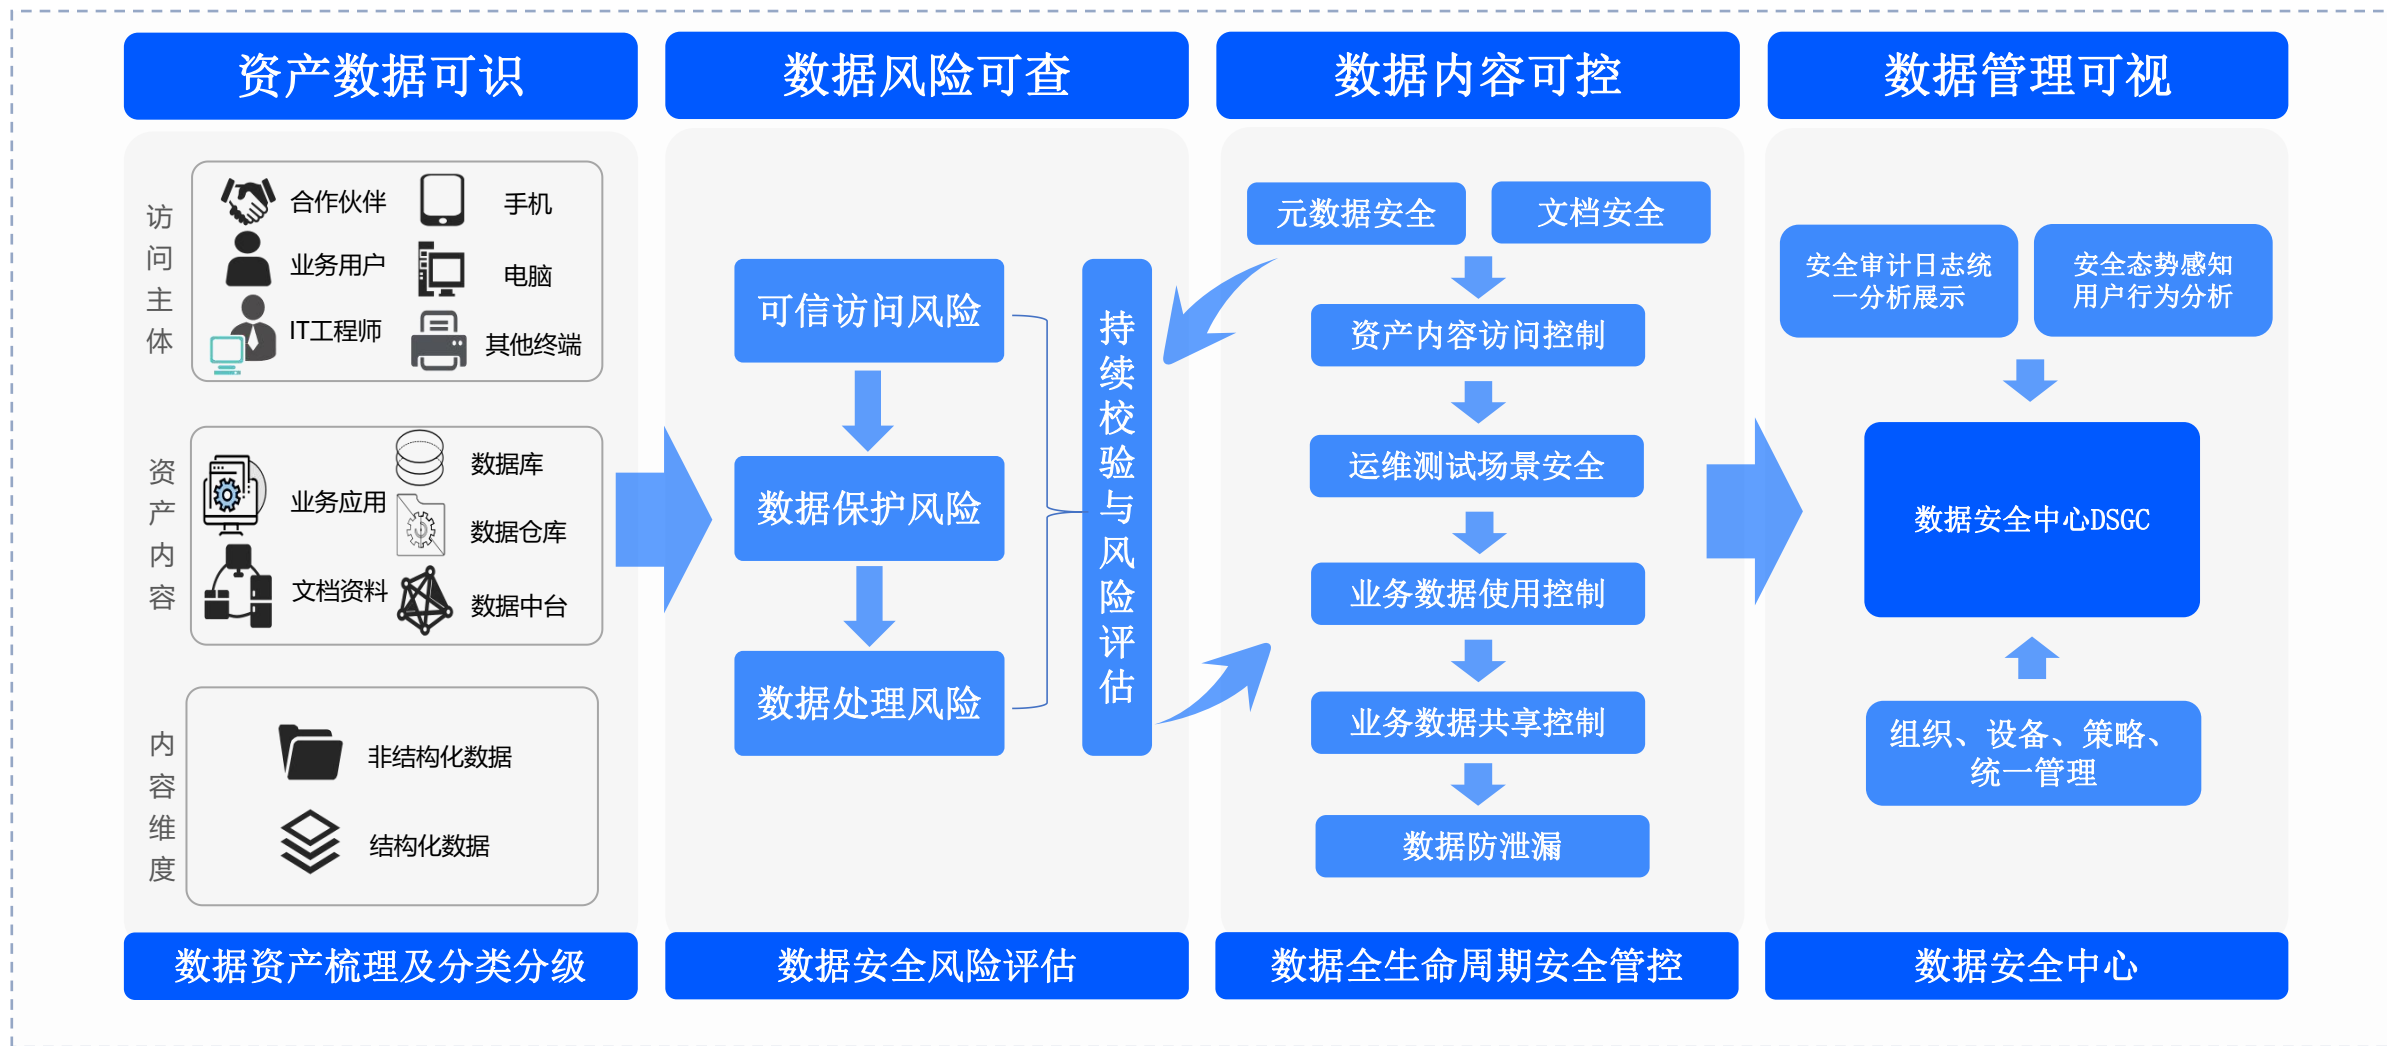 资产数据可识
数据风险可查
数据内容可控
数据管理可视
访问主体
合作伙伴
手机
业务用户
电脑
IT工程师
其他终端
资产内容
业务应用
数据库
数据仓库
文档资料
数据中台
内容维度
非结构化数据
结构化数据
可信访问风险
数据保护风险
数据处理风险
持续校验与风险评估
元数据安全
文档安全
资产内容访问控制
运维测试场景安全
业务数据使用控制
业务数据共享控制
数据防泄漏
安全审计日志统
一分析展示
安全态势感知
用户行为分析
数据安全中心DSGC
组织、设备、策略、
统一管理
数据资产梳理及分类分级
数据安全风险评估
数据全生命周期安全管控
数据安全中心